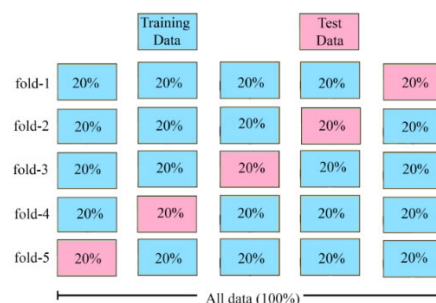 Training Data
Test Data
fold-1 20% 20% 20% 20% 20%
fold-2 20% 20% 20% 20% 20%
fold-3 20% 20% 20% 20% 20%
fold-4 20% 20% 20% 20% 20%
fold-5 20% 20% 20% 20% 20%
All data (100%)